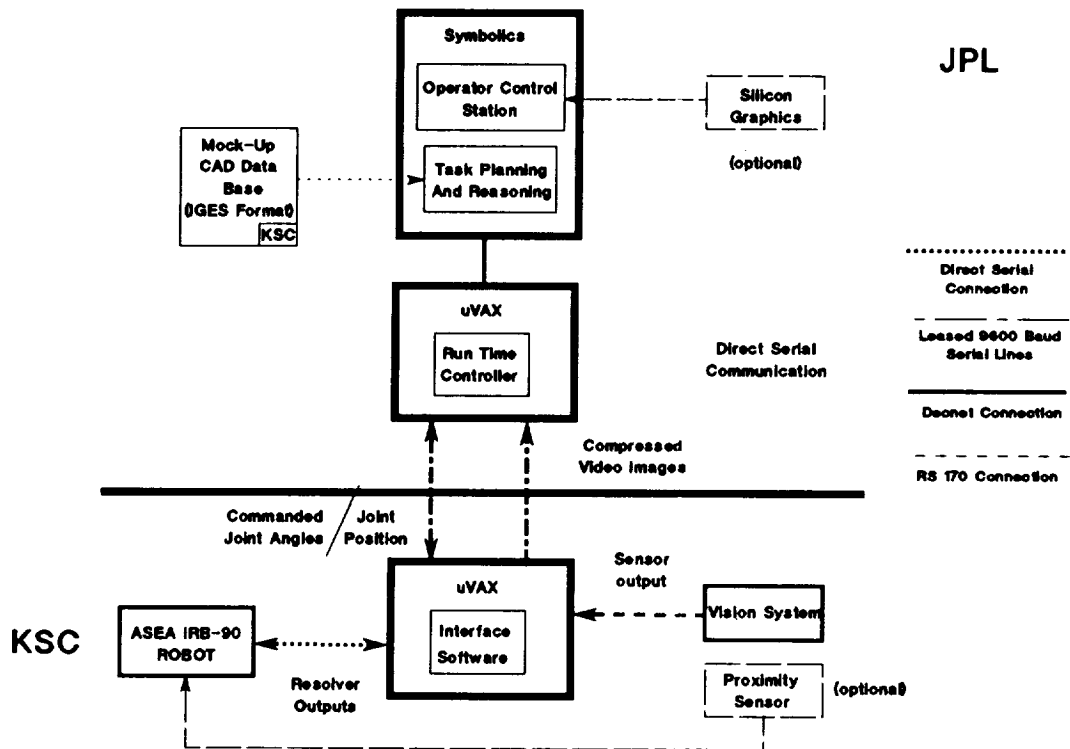 Symbolics
JPL
Operator Control
Station
Silicon
Graphics
(optional)
Mock-Up
CAD Data
Base
(IGES Format)
KSC
Task Planning
And Reasoning
Direct Serial
Connection
uVAX
Run Time
Controller
Direct Serial
Communication
Leased 9600 Baud
Serial Lines
Decnet Connection
Compressed
Video Images
RS 170 Connection
Commanded
Joint Angles
/ Joint
Position
Sensor
output
uVAX
Interface
Software
Vision System
KSC
ASEA IRB-90
ROBOT
Resolver
Outputs
Proximity
Sensor
(optional)